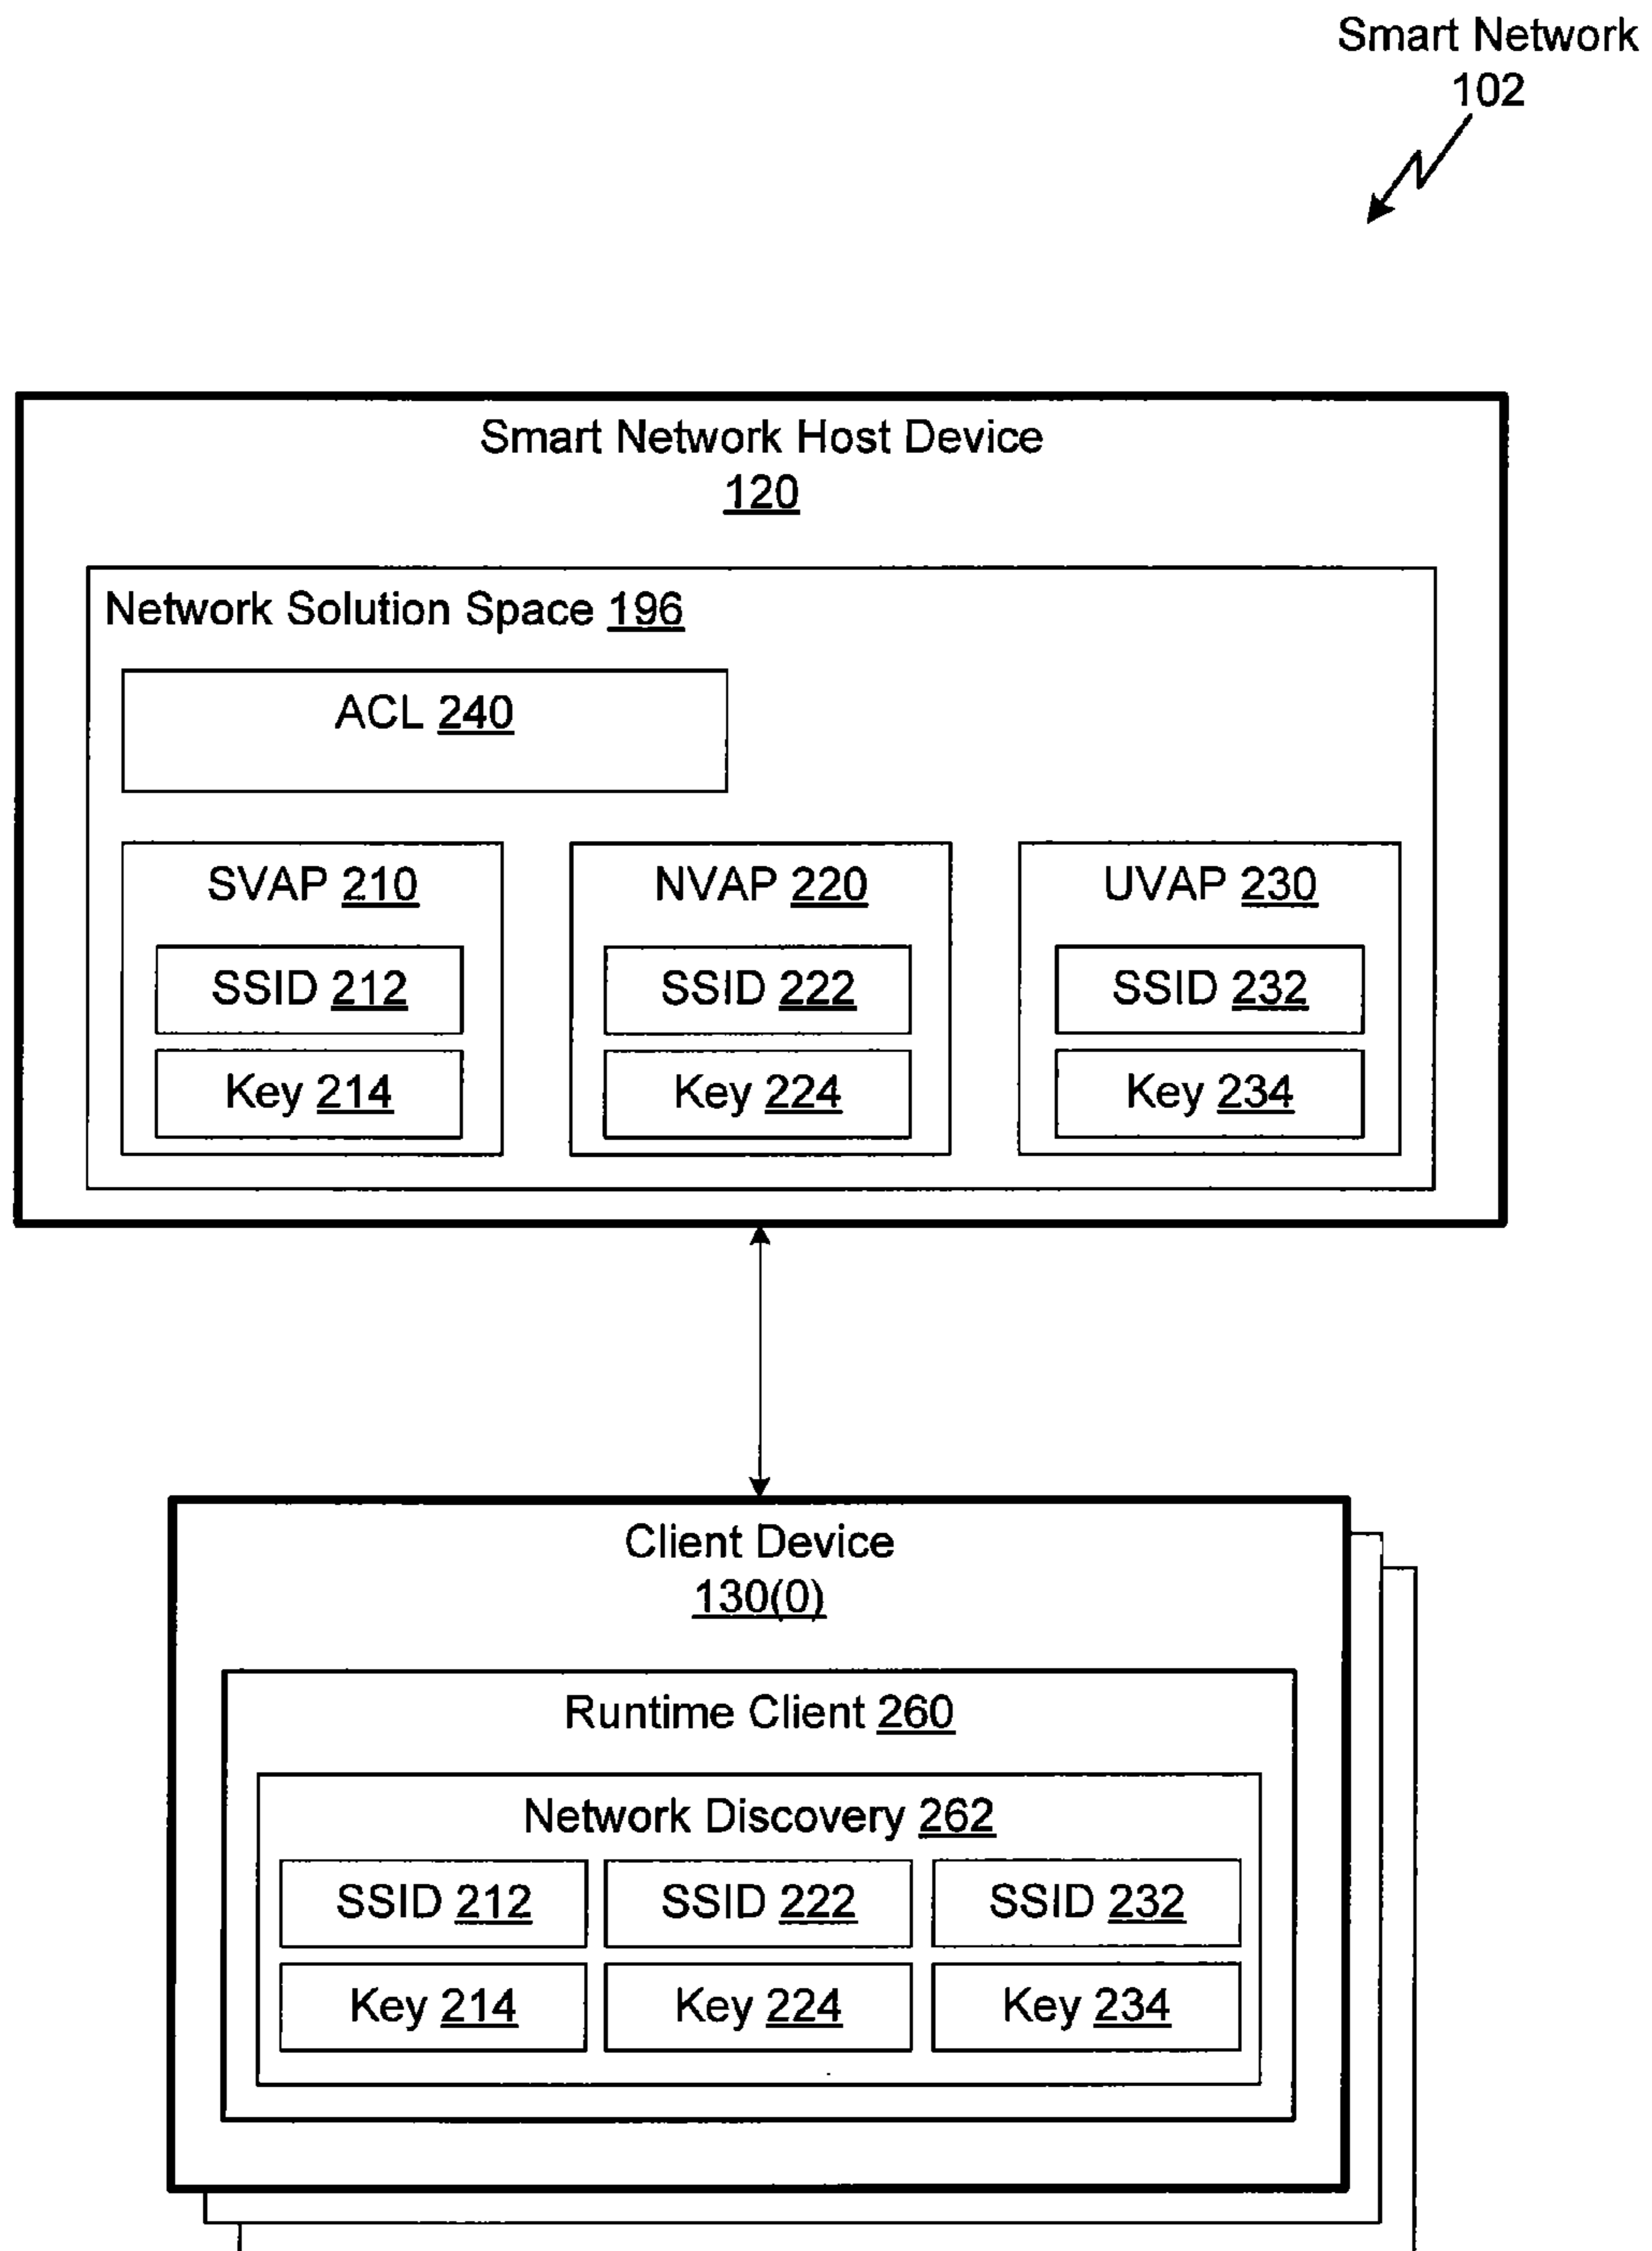 Smart Network
102
Smart Network Host Device
120
Network Solution Space 196
ACL 240
SVAP 210 NVAP 220 UVAP 230
SSID 212 SSID 222 SSID 232
Key 214 Key 224 Key 234
Client Device
130(0)
Runtime Client 260
Network Discovery 262
SSID 212 SSID 222 SSID 232
Key 214 Key 224 Key 234